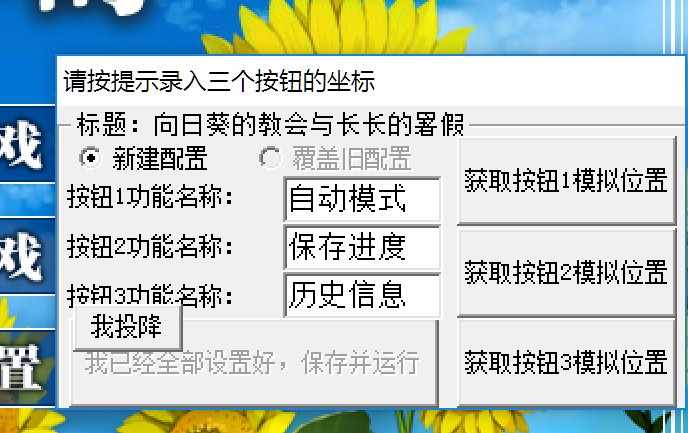 请按提示录入三个按钮的坐标
标题：向日葵的教会与长长的暑假
新建配置 覆盖旧配置
按钮1功能名称： 自动模式 获取按钮1模拟位置
按钮2功能名称： 保存进度 获取按钮2模拟位置
按钮3功能名称： 历史信息
我投降
我已经全部设置好，保存并运行 获取按钮3模拟位置
戏
戏
置